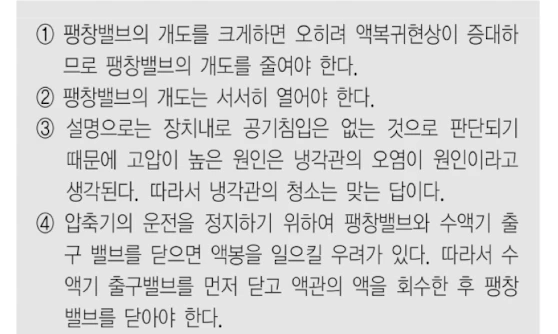 ① 팽창밸브의 개도를 크게하면 오히려 액복귀현상이 증대하
므로 팽창밸브의 개도를 줄여야 한다.
② 팽창밸브의 개도는 서서히 열어야 한다.
③ 설명으로는 장치내로 공기침입은 없는 것으로 판단되기
때문에 고압이 높은 원인은 냉각관의 오염이 원인이라고
생각된다. 따라서 냉각관의 청소는 맞는 답이다.
④ 압축기의 운전을 정지하기 위하여 팽창밸브와 수액기 출
구 밸브를 닫으면 액봉을 일으킬 우려가 있다. 따라서 수
액기 출구밸브를 먼저 닫고 액관의 액을 회수한 후 팽창
밸브를 닫아야 한다.